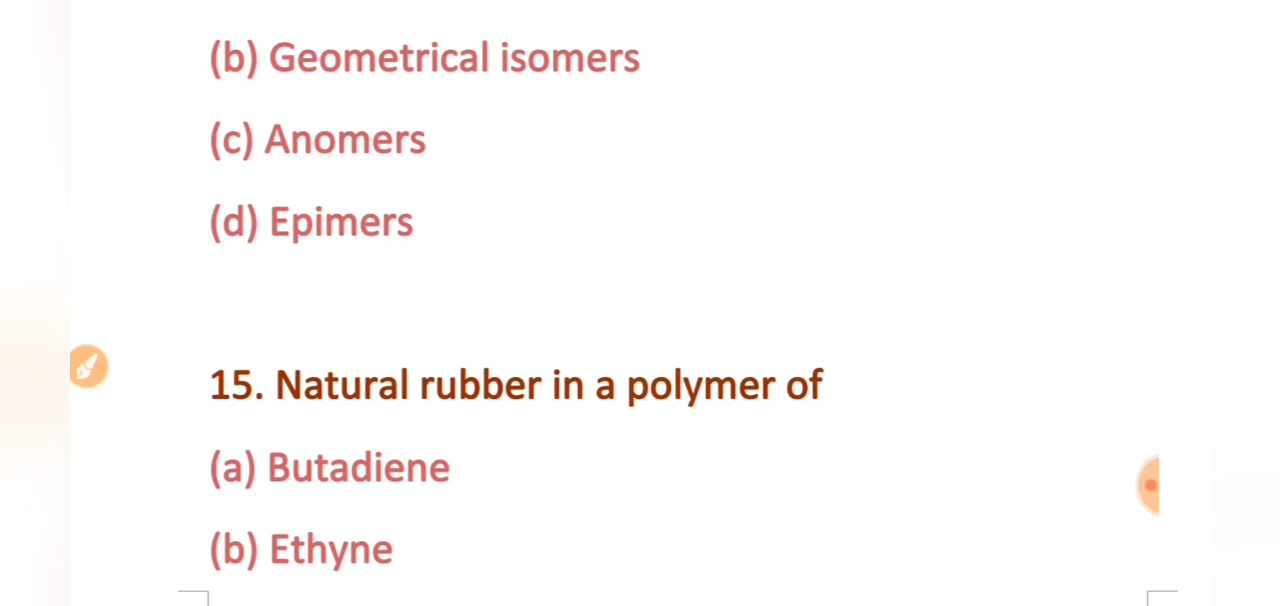 (b) Geometrical isomers
(c) Anomers
(d) Epimers
15. Natural rubber in a polymer of
(a) Butadiene
(b) Ethyne